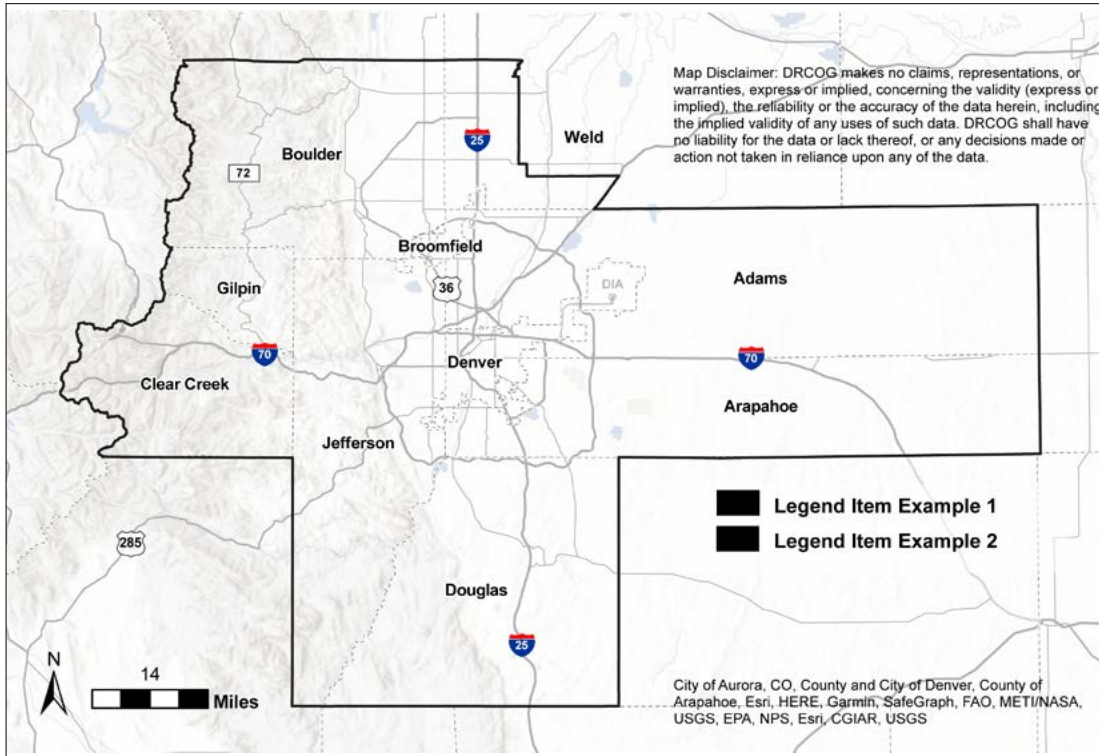 Map Disclaimer: DRCOG makes no claims, representations, or
warranties, express or implied, concerning the validity (express or
implied), the reliability or the accuracy of the data herein, including
the implied validity of any uses of such data. DRCOG shall have
no liability for the data or lack thereof, or any decisions made or
action not taken in reliance upon any of the data.
25
Weld
Boulder
72
Broomfield
Adams
Gilpin
36
DIA
70
Denver
70
Clear Creek
Arapahoe
Jefferson
Legend Item Example 1
285
Legend Item Example 2
Douglas
25
N
14
Miles
City of Aurora, CO, County and City of Denver, County of
Arapahoe, Esri, HERE, Garmin, SafeGraph, FAO, METI/NASA,
USGS, EPA, NPS, Esri, CGIAR, USGS